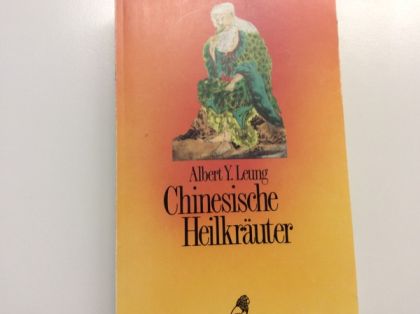 Albert Y. Leung
Chinesische
Heilkräuter